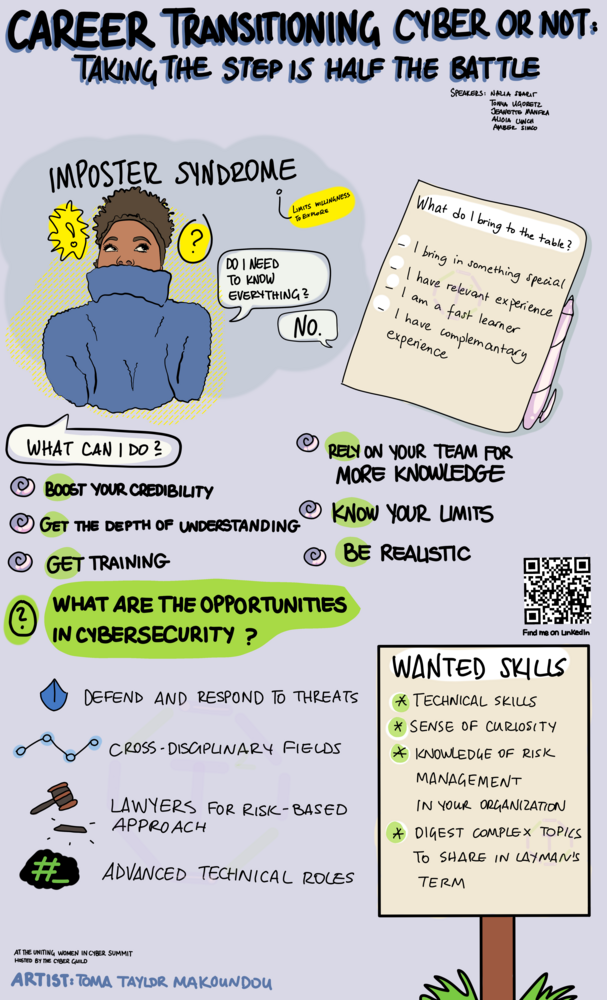 CAREER TRANSITIONING CYBER OR NOT:
TAKING THE STEP IS HALF THE BATTLE
SPEAKERS:
JEANETTE MANFRA
ALICIA LYNCH
AMBER
IMPOSTER SYNDROME
LIMITS WILLINGNESS
TO EXPLORE
!
?
DO I NEED
TO KNOW
EVERYTHING?
NO.
What do I bring to the table?
_ I bring in something special
_ I have relevant experience
_ I am a fast learner
_ I have complemantary
experience
WHAT CAN I DO?
BOOST YOUR CREDIBILITY
GET THE DEPTH OF UNDERSTANDING
GET TRAINING
RELY ON YOUR TEAM FOR
MORE KNOWLEDGE
KNOW YOUR LIMITS
BE REALISTIC
Find me on LinkedIn
? WHAT ARE THE OPPORTUNITIES
IN CYBERSECURITY ?
DEFEND AND RESPOND TO THREATS
CROSS-DISCIPLINARY FIELDS
LAWYERS FOR RISK-BASED
APPROACH
#_ ADVANCED TECHNICAL ROLES
WANTED SKILLS
* TECHNICAL SKILLS
* SENSE OF CURIOSITY
* KNOWLEDGE OF RISK
MANAGEMENT
IN YOUR ORGANIZATION
* DIGEST COMPLEX TOPICS
TO SHARE IN LAYMAN'S
TERM
AT THE UNITING WOMEN IN CYBER SUMMIT
HOSTED BY THE CYBER GUILD
ARTIST: TOMA TAYLOR MAKOUNDOU